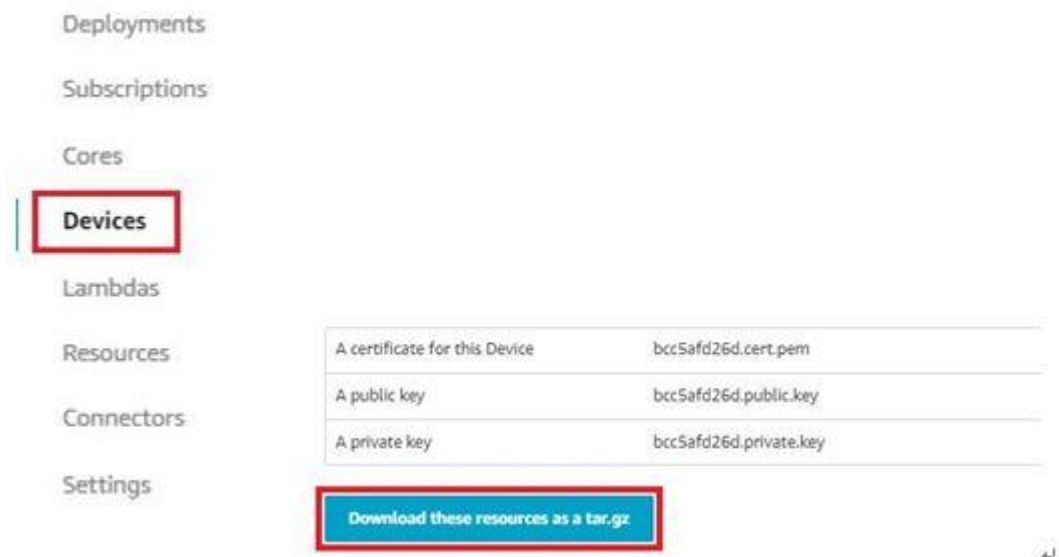 Deployments
Subscriptions
Cores
Devices
Lambdas
Resources
Connectors
Settings
A certificate for this Device bcc5afd26d.cert.pem
A public key bcc5afd26d.public.key
A private key bcc5afd26d.private.key
Download these resources as a tar.gz